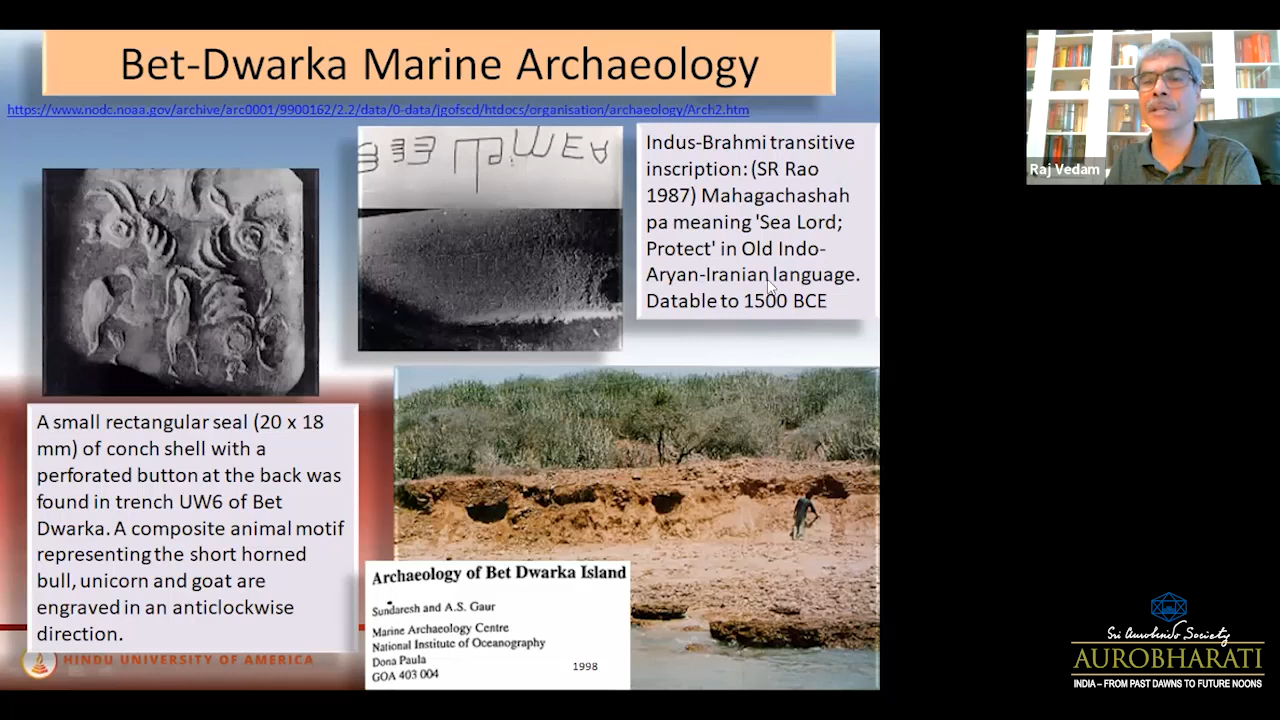 Bet-Dwarka Marine Archaeology
https://www.nodc.noaa.gov/archive/arc0001/9900162/2.2/data/0-data/jgofscd/htdocs/organisation/archaeology/Arch2.htm
Indus-Brahmi transitive
inscription: (SR Rao
1987) Mahagachashah
pa meaning 'Sea Lord;
Protect' in Old Indo-
Aryan-Iranian language.
Datable to 1500 BCE
A small rectangular seal (20 x 18
mm) of conch shell with a
perforated button at the back was
found in trench UW6 of Bet
Dwarka. A composite animal motif
representing the short horned
bull, unicorn and goat are
engraved in an anticlockwise
direction.
Archaeology of Bet Dwarka Island
Sundaresh and A.S. Gaur
Marine Archaeology Centre
National Institute of Oceanography
Dona Paula
GOA 403 004
1998
HINDU UNIVERSITY OF AMERICA
Raj Vedam
Sri Aurobindo Society
AUROBHARATI
INDIA – FROM PAST DAWNS TO FUTURE NOONS